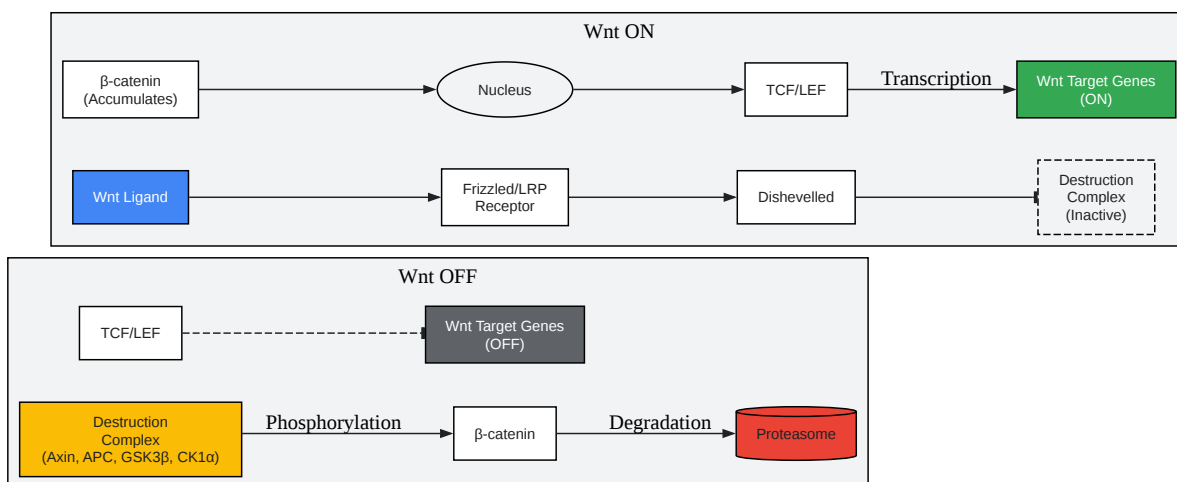 Wnt ON
β-catenin
(Accumulates)
Nucleus
TCF/LEF
Transcription
Wnt Target Genes
(ON)
Wnt Ligand
Frizzled/LRP
Receptor
Dishevelled
Destruction
Complex
(Inactive)
Wnt OFF
TCF/LEF
Wnt Target Genes
(OFF)
Destruction
Complex
(Axin, APC, GSK3β, CK1α)
Phosphorylation
β-catenin
Degradation
Proteasome